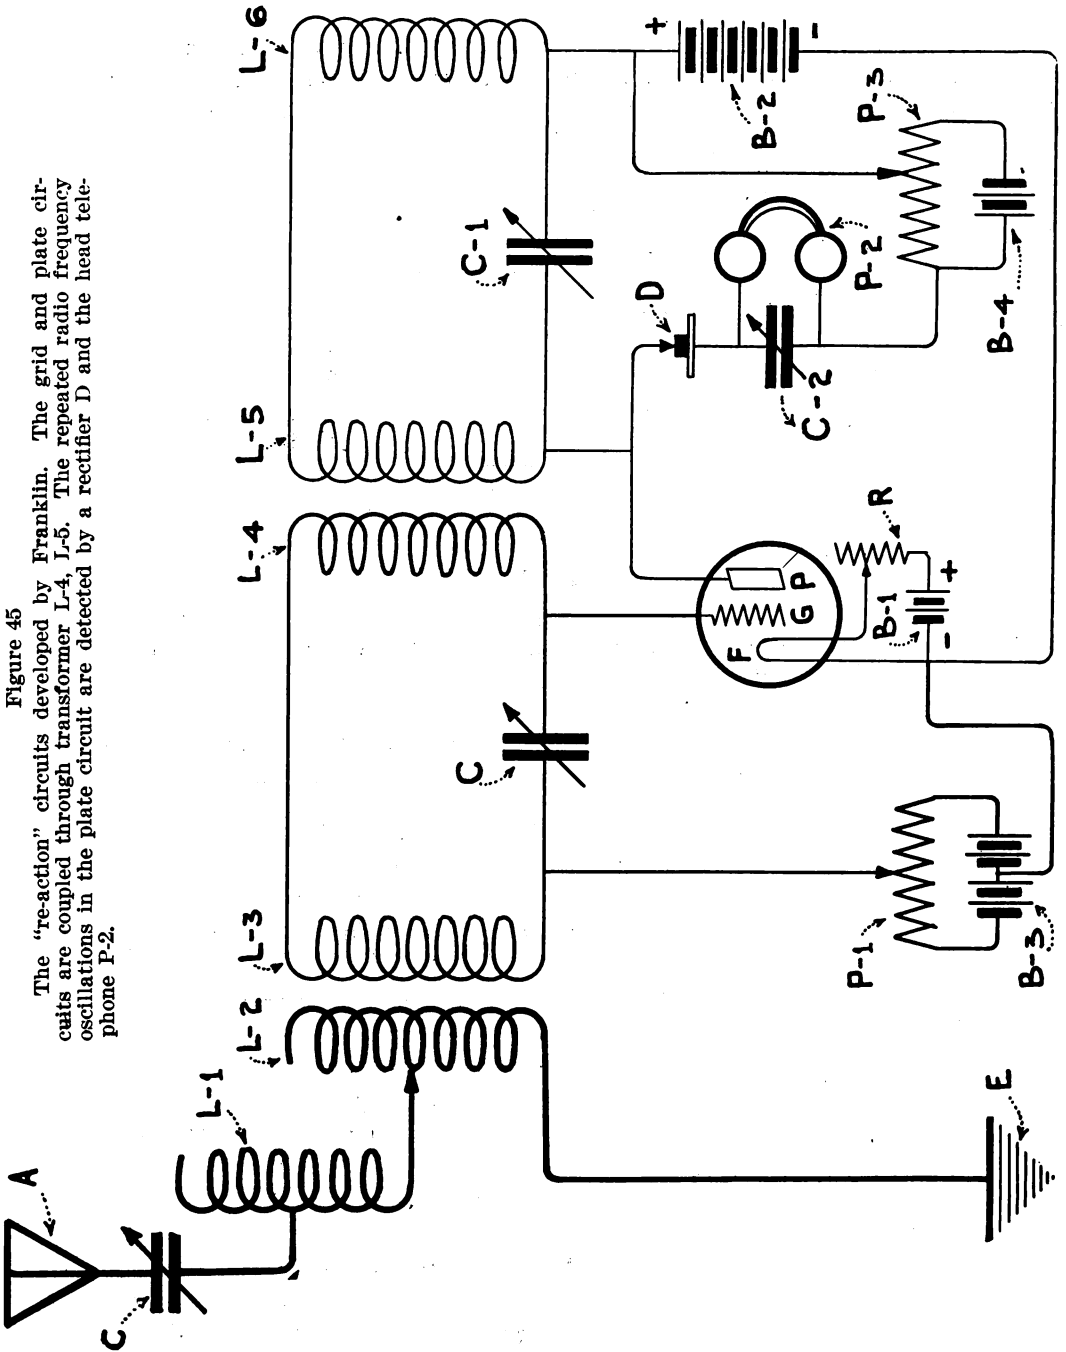 Figure 45
The “re-action” circuits developed by Franklin. The grid and plate cir-
cuits are coupled through transformer L-4, L-5. The repeated radio frequency
oscillations in the plate circuit are detected by a rectifier D and the head tele-
phone P-2.
A
C
L-1
L-2
L-3
L-4
L-5
L-6
C
C-1
E
P-1
B-3
F
G
P
B-1
-
+
R
D
C-2
P-2
B-4
P-3
B-2
+
-
-